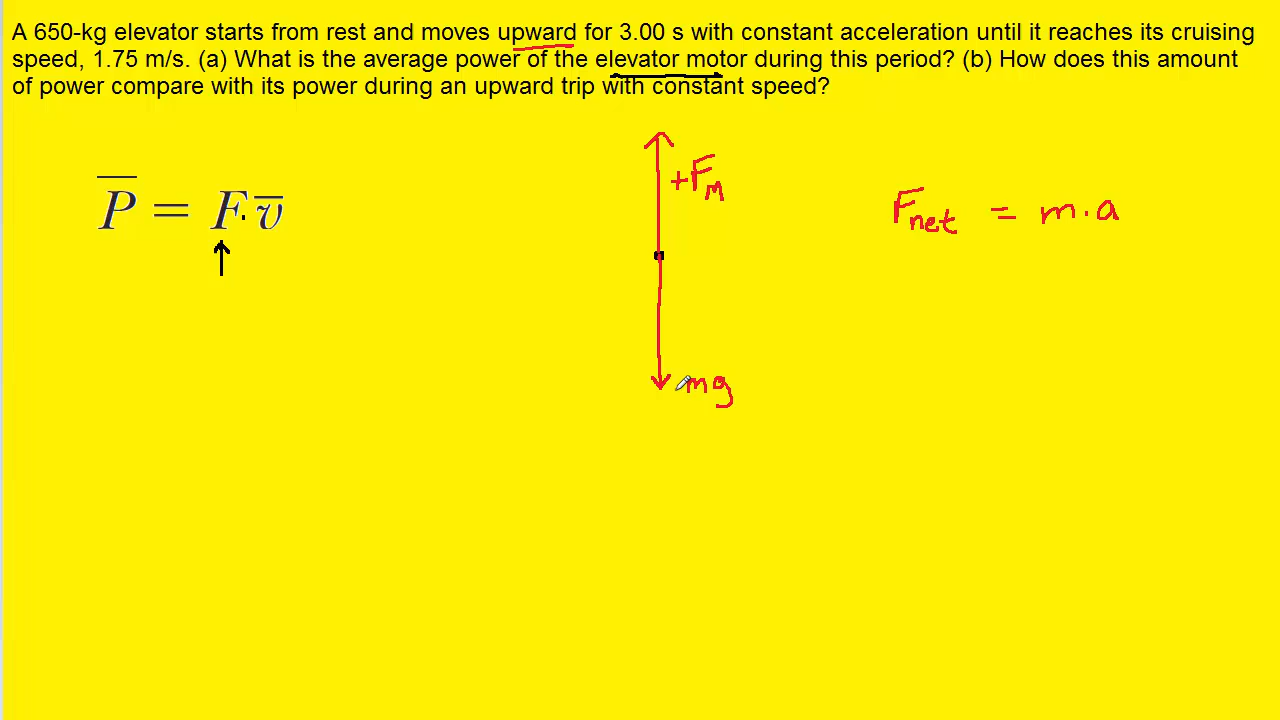 A 650-kg elevator starts from rest and moves upward for 3.00 s with constant acceleration until it reaches its cruising
speed, 1.75 m/s. (a) What is the average power of the elevator motor during this period? (b) How does this amount
of power compare with its power during an upward trip with constant speed?
+F_M
P̅ = F·v̅
F_net = m·a
mg